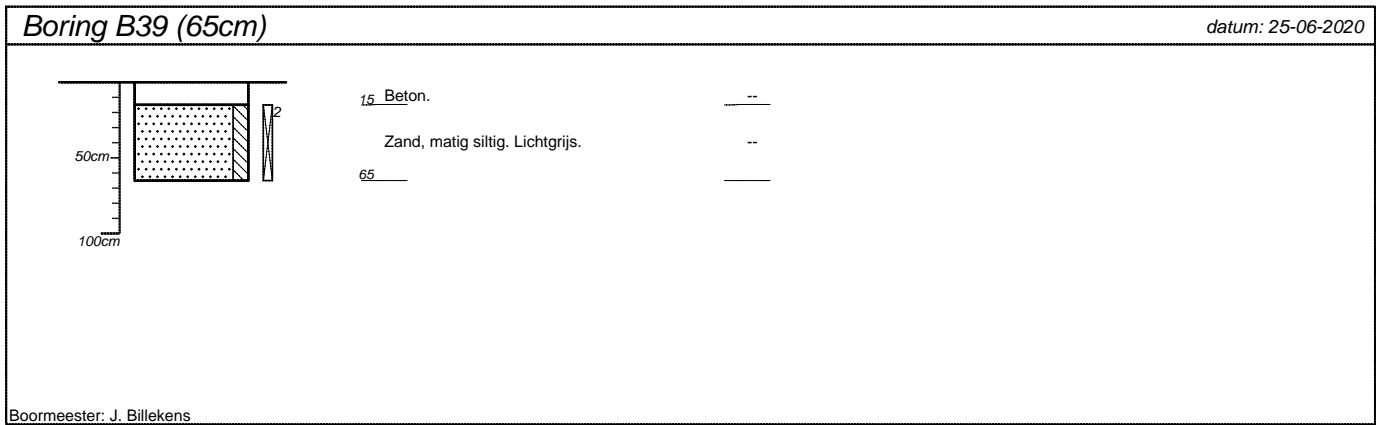 Boring B39 (65cm) datum: 25-06-2020
15 Beton. --
2
Zand, matig siltig. Lichtgrijs. --
50cm
65
100cm
Boormeester: J. Billekens